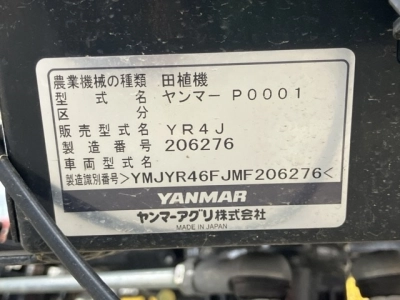 農業機械の種類 田植機
型式名 ヤンマー P0001
区分
販売型式名 YR4J
製造番号 206276
車両型式名
製造識別番号 >YMJYR46FJMF206276<
YANMAR
ヤンマーアグリ株式会社
MADE IN JAPAN